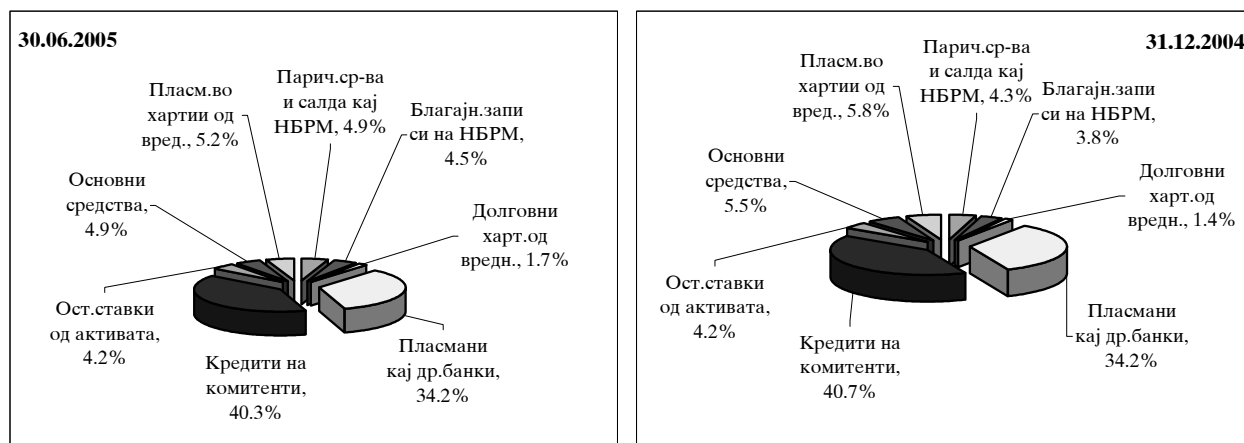 30.06.2005
Пласм.во
хартии од
вред., 5.2%
Парич.ср-ва
и салда кај
НБРМ, 4.9%
Благајн.запи
си на НБРМ,
4.5%
Долговни
харт.од
вредн., 1.7%
Пласмани
кај др.банки,
34.2%
Кредити на
комитенти,
40.3%
Ост.ставки
од активата,
4.2%
Основни
средства,
4.9%
31.12.2004
Пласм.во
хартии од
вред., 5.8%
Парич.ср-ва
и салда кај
НБРМ, 4.3%
Благајн.запи
си на НБРМ,
3.8%
Долговни
харт.од
вредн., 1.4%
Пласмани
кај др.банки,
34.2%
Кредити на
комитенти,
40.7%
Ост.ставки
од активата,
4.2%
Основни
средства,
5.5%